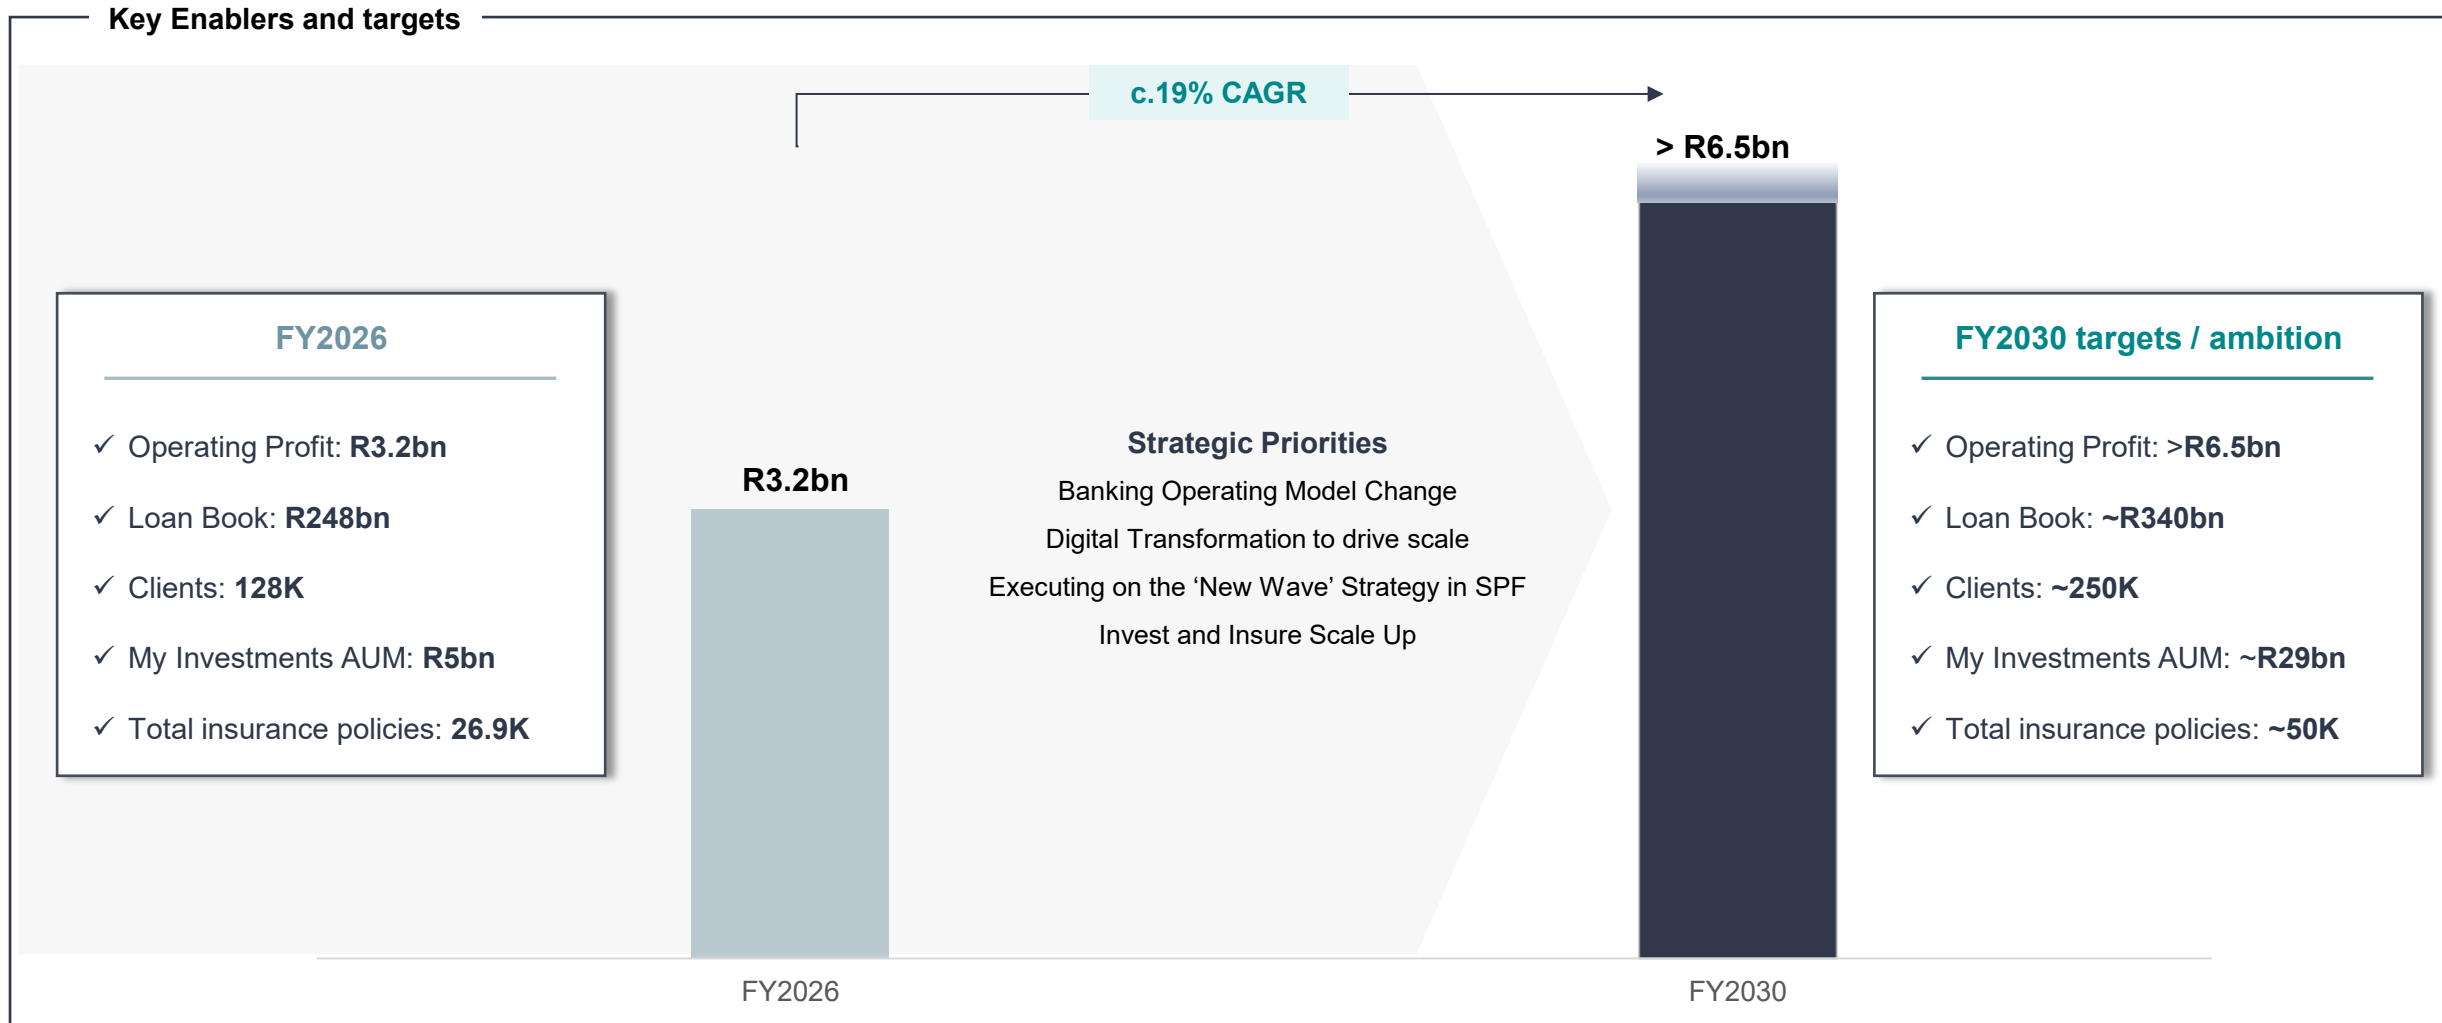 Key Enablers and targets
c.19% CAGR
> R6.5bn
FY2026
✓ Operating Profit: R3.2bn
✓ Loan Book: R248bn
✓ Clients: 128K
✓ My Investments AUM: R5bn
✓ Total insurance policies: 26.9K
R3.2bn
Strategic Priorities
Banking Operating Model Change
Digital Transformation to drive scale
Executing on the ‘New Wave’ Strategy in SPF
Invest and Insure Scale Up
FY2030 targets / ambition
✓ Operating Profit: >R6.5bn
✓ Loan Book: ~R340bn
✓ Clients: ~250K
✓ My Investments AUM: ~R29bn
✓ Total insurance policies: ~50K
FY2026
FY2030